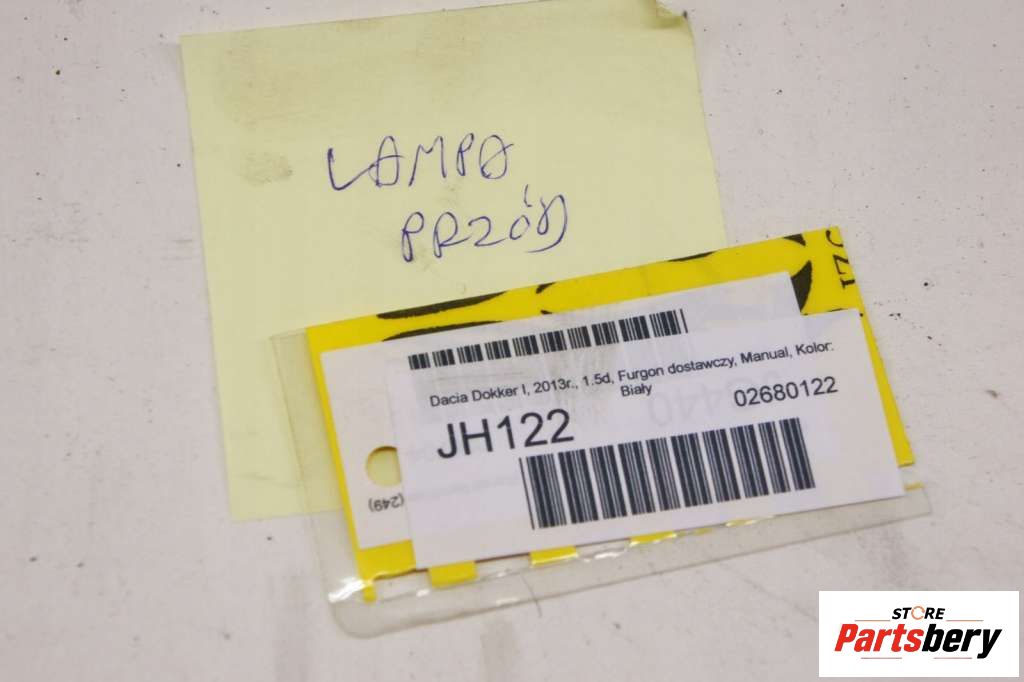 LAMPA
PRZÓD
Dacia Dokker I, 2013r., 1.5d, Furgon dostawczy, Manual, Kolor:
Biały
JH122
02680122
(249)
STORE
Partsbery